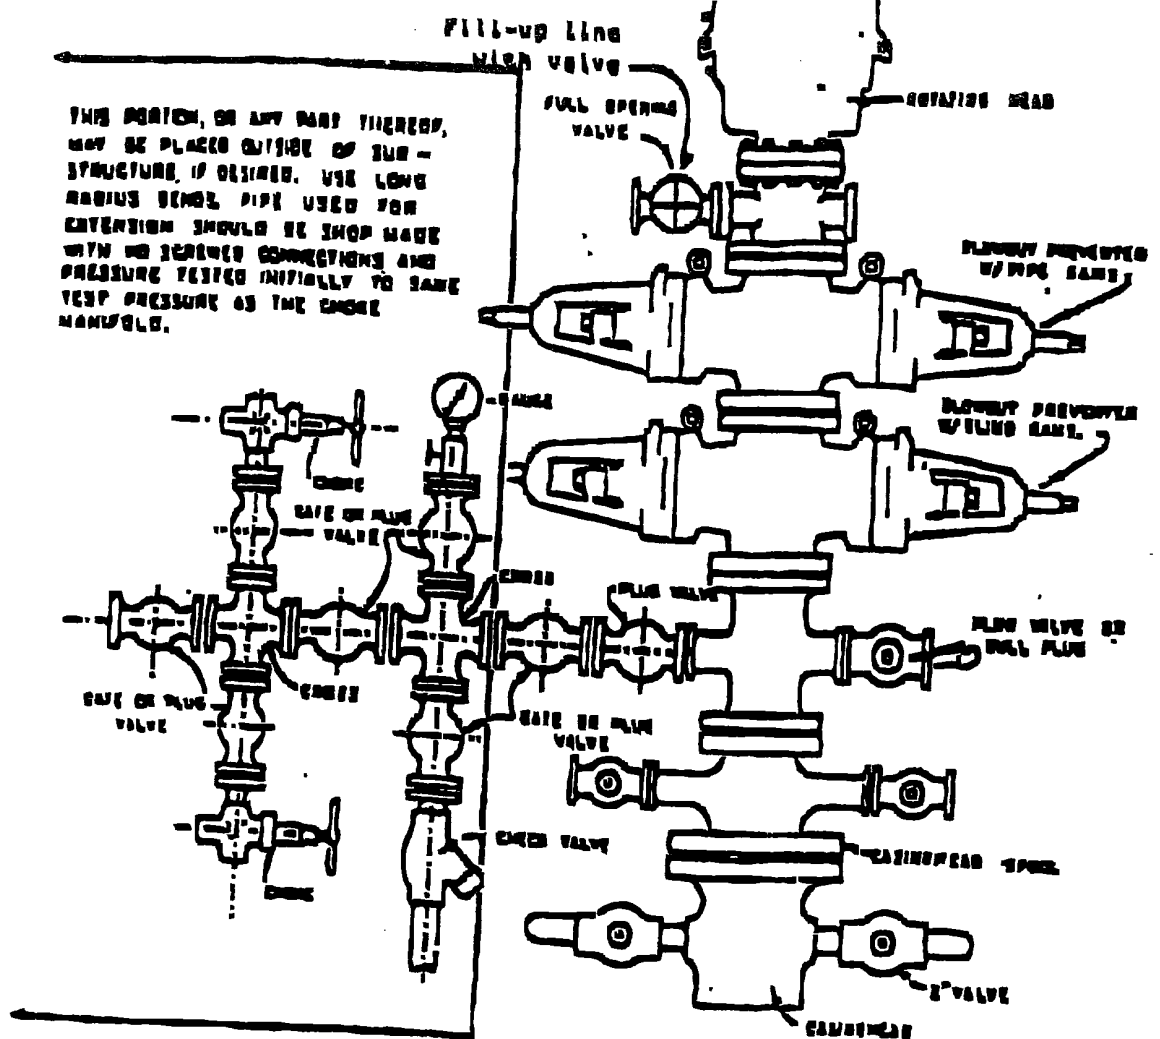 Fill-up line
with valve
FULL OPENING
VALVE
ROTATING HEAD
THIS PORTION, OR ANY PART THEREOF,
MAY BE PLACED OUTSIDE OF SUB-
STRUCTURE, IF DESIRED. USE LONG
RADIUS BENDS. PIPE USED FOR
EXTENSION SHOULD BE SHOP MADE
WITH NO SCREWED CONNECTIONS AND
PRESSURE TESTED INITIALLY TO SAME
TEST PRESSURE AS THE CHOKE
MANIFOLD.
BLOWOUT PREVENTER
W/PIPE RAMS.
GAUGE
BLOWOUT PREVENTER
W/BLIND RAMS.
CHOKE
GATE OR PLUG
VALVE
CROSS
PLUG VALVE
PLUG VALVE OR
BULL PLUG
CROSS
GATE OR PLUG
VALVE
GATE OR PLUG
VALVE
CHECK VALVE
CASINGHEAD SPOOL
CHOKE
2" VALVE
CASINGHEAD